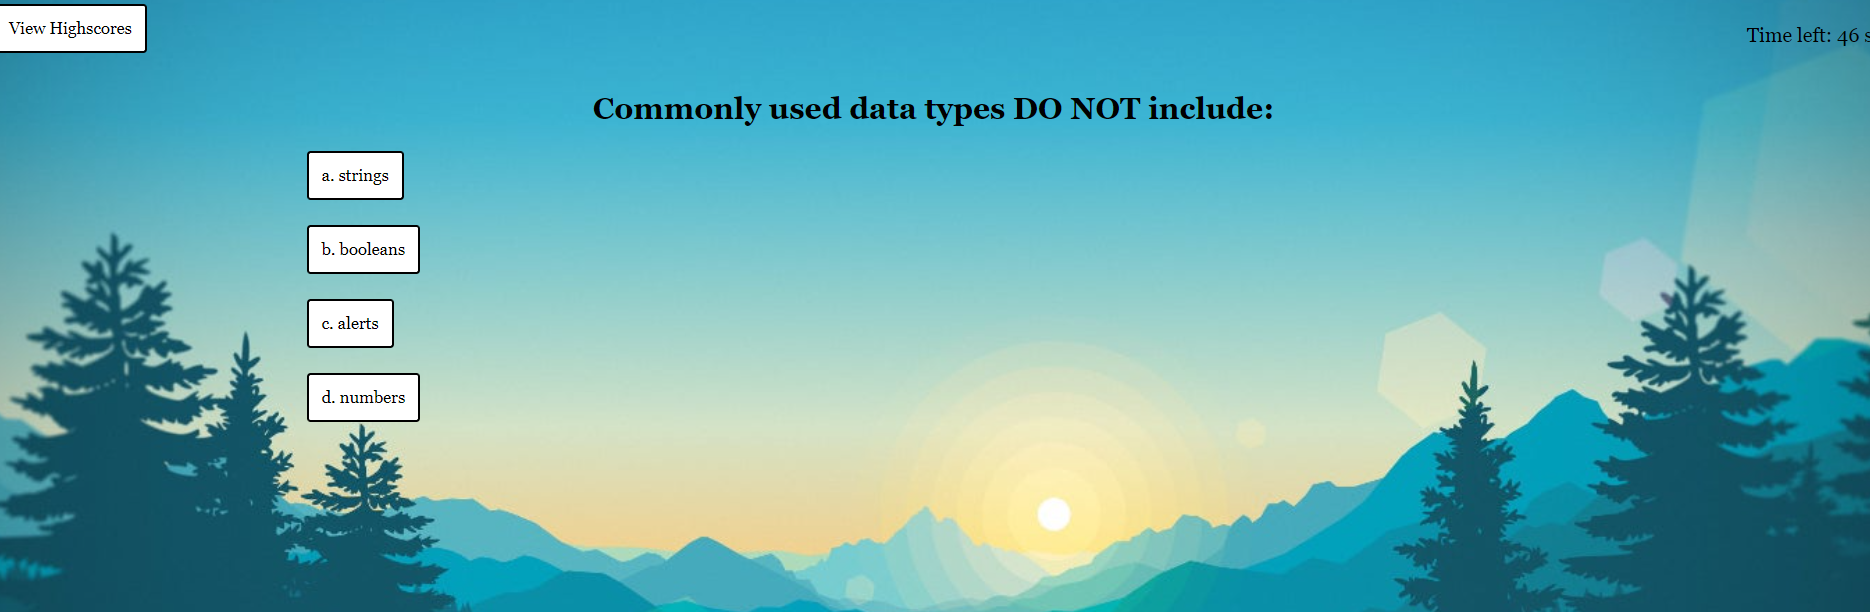 View Highscores
Time left: 46 s
Commonly used data types DO NOT include:
a. strings
b. booleans
c. alerts
d. numbers